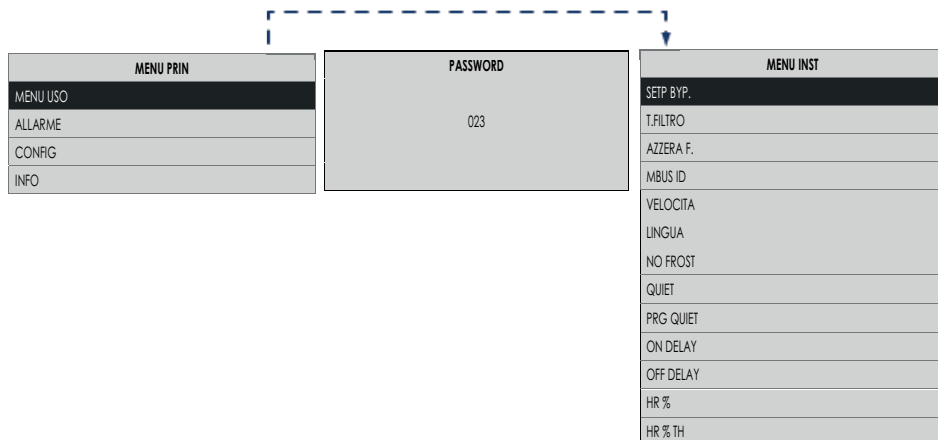 MENU PRIN
MENU USO
ALLARME
CONFIG
INFO
PASSWORD
023
MENU INST
SETP BYP.
T.FILTRO
AZZERA F.
MBUS ID
VELOCITA
LINGUA
NO FROST
QUIET
PRG QUIET
ON DELAY
OFF DELAY
HR %
HR % TH